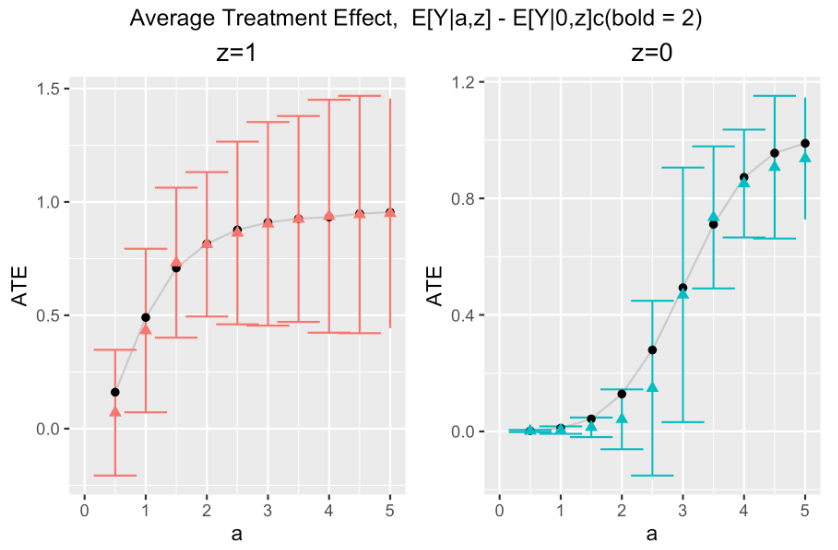 Average Treatment Effect,  E[Y|a,z] - E[Y|0,z]c(bold = 2)
z=1
z=0
1.5
1.0
0.5
0.0
ATE
0 1 2 3 4 5
a
1.2
0.8
0.4
0.0
ATE
0 1 2 3 4 5
a